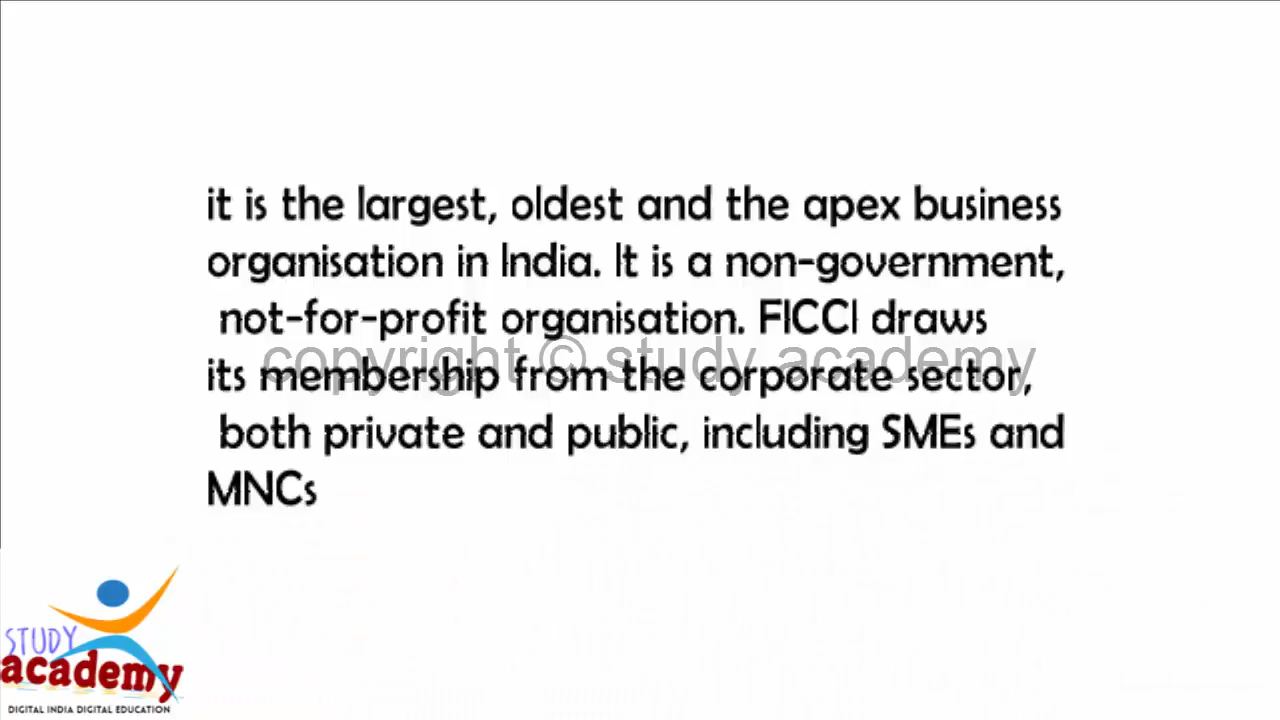 it is the largest, oldest and the apex business
organisation in India. It is a non-government,
not-for-profit organisation. FICCI draws
copyright © study academy
its membership from the corporate sector,
both private and public, including SMEs and
MNCs
STUDY
academy
DIGITAL INDIA DIGITAL EDUCATION